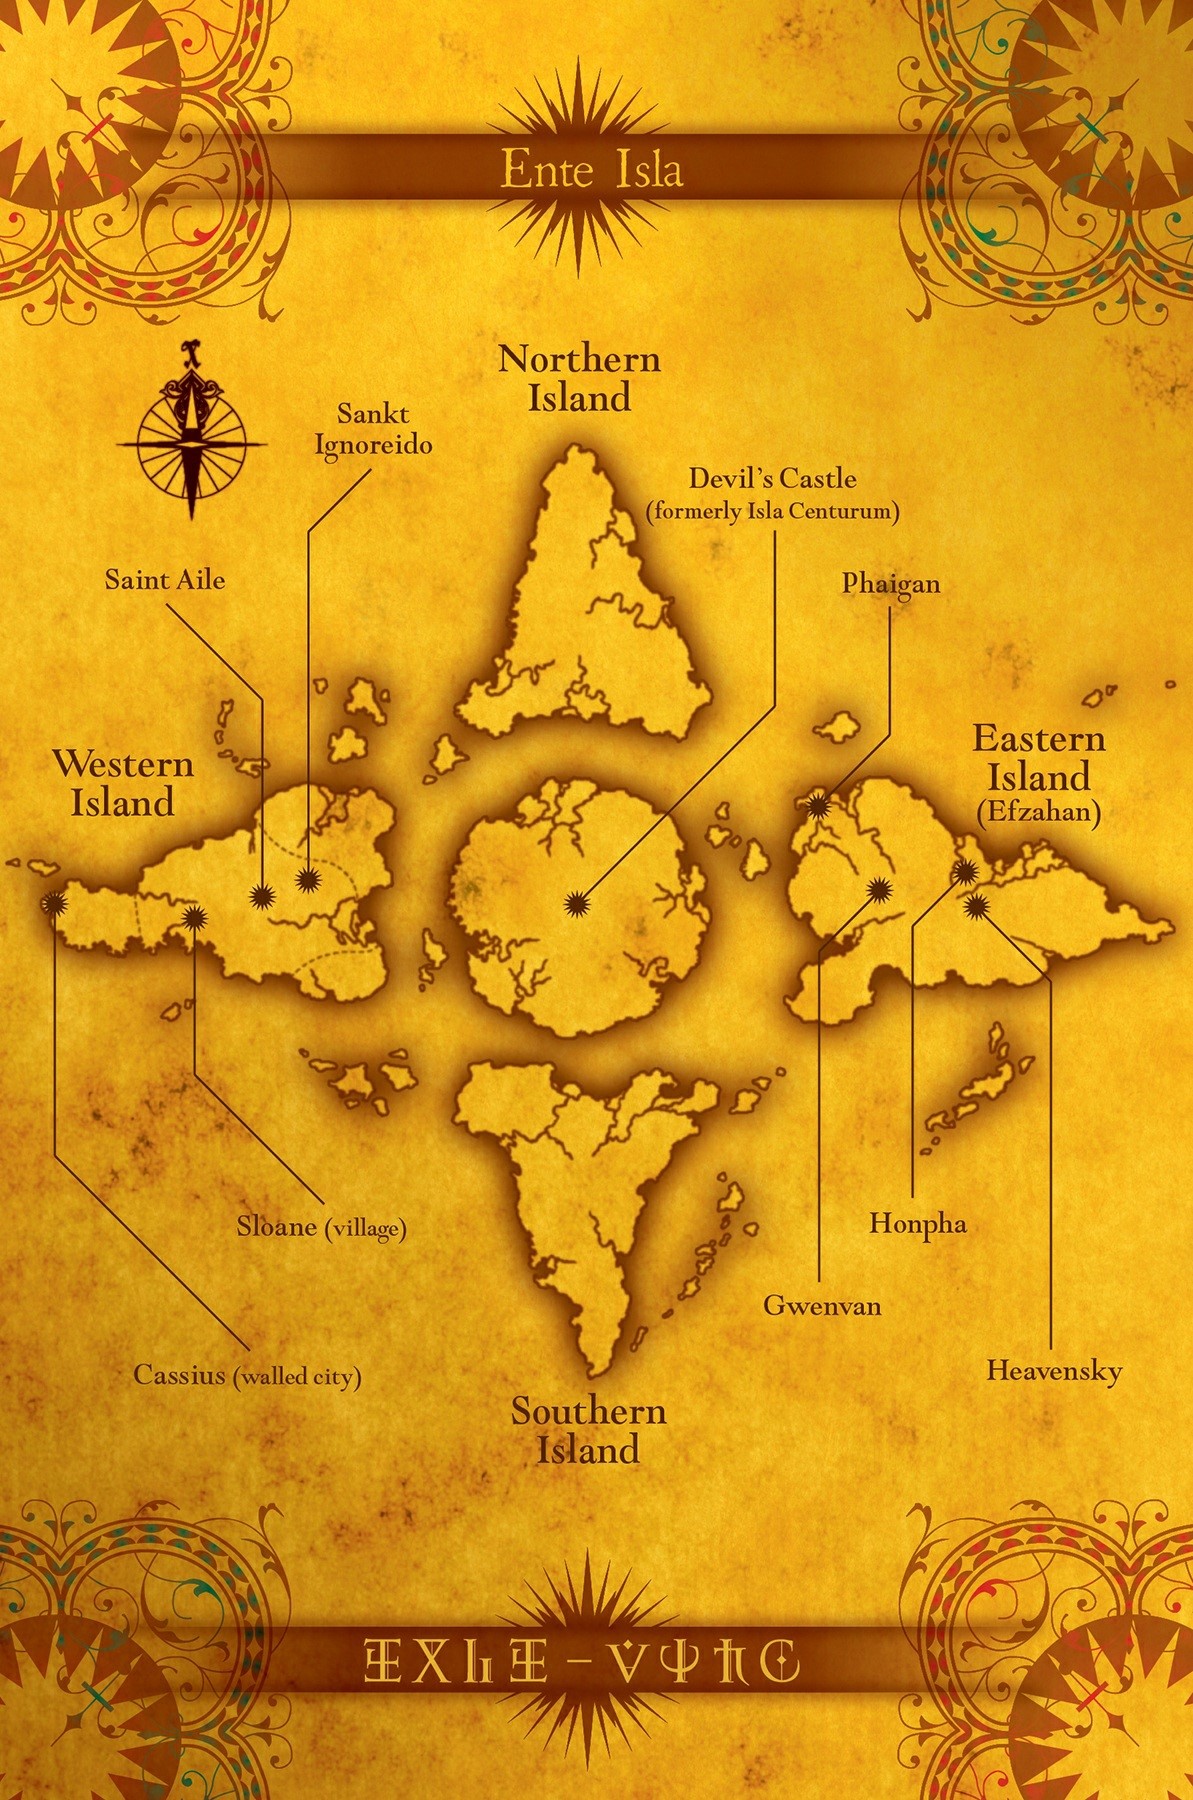 Ente Isla
Northern
Island
Sankt
Ignoreido
Devil's Castle
(formerly Isla Centurum)
Saint Aile
Phaigan
Western
Island
Eastern
Island
(Efzahan)
Sloane (village)
Honpha
Gwenvan
Cassius (walled city)
Heavensky
Southern
Island